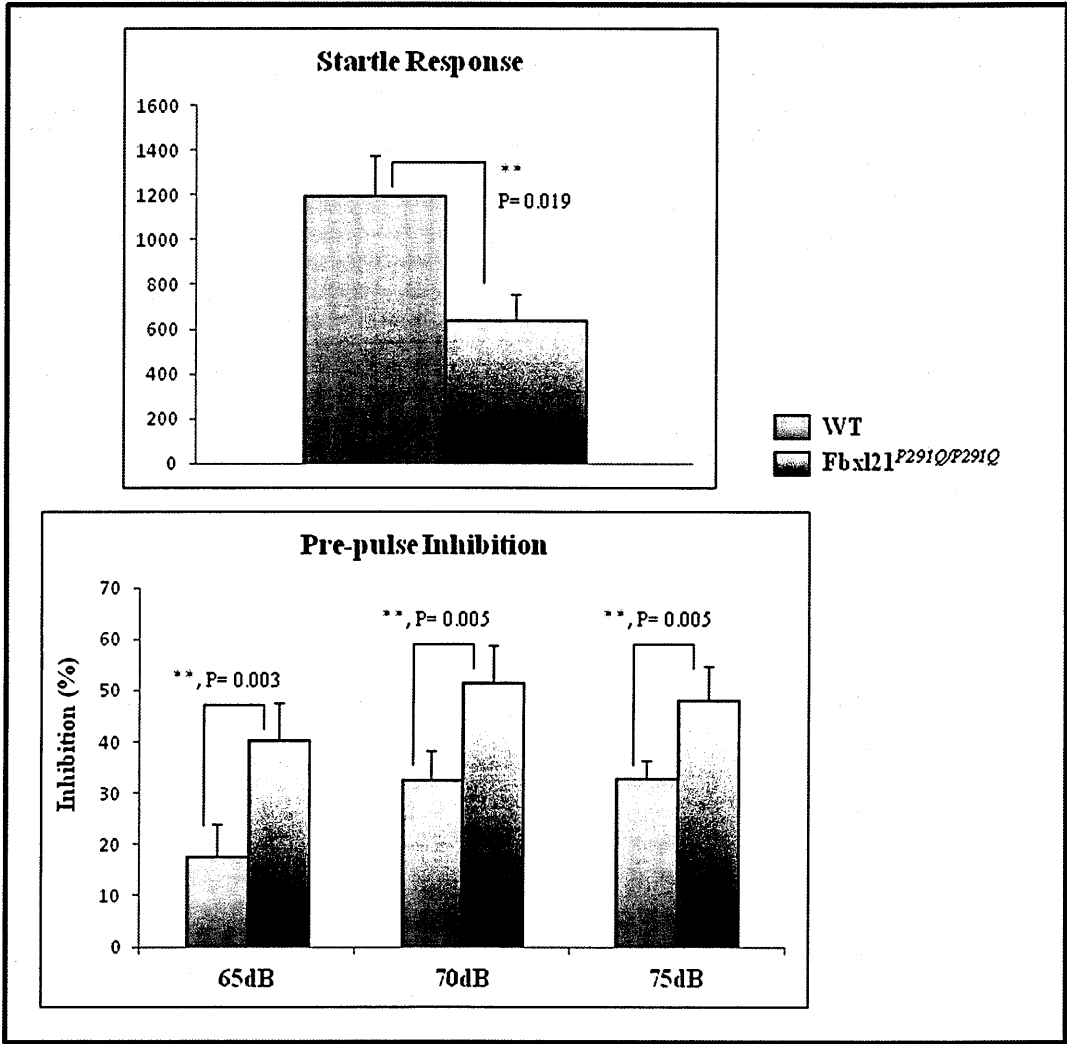 Startle Response
1600
1400
1200
1000
800
600
400
200
0
**
P= 0.019
WT
Fbxl21P291Q/P291Q
Pre-pulse Inhibition
Inhibition (%)
70
60
50
40
30
20
10
0
**, P= 0.003
**, P= 0.005
**, P= 0.005
65dB
70dB
75dB